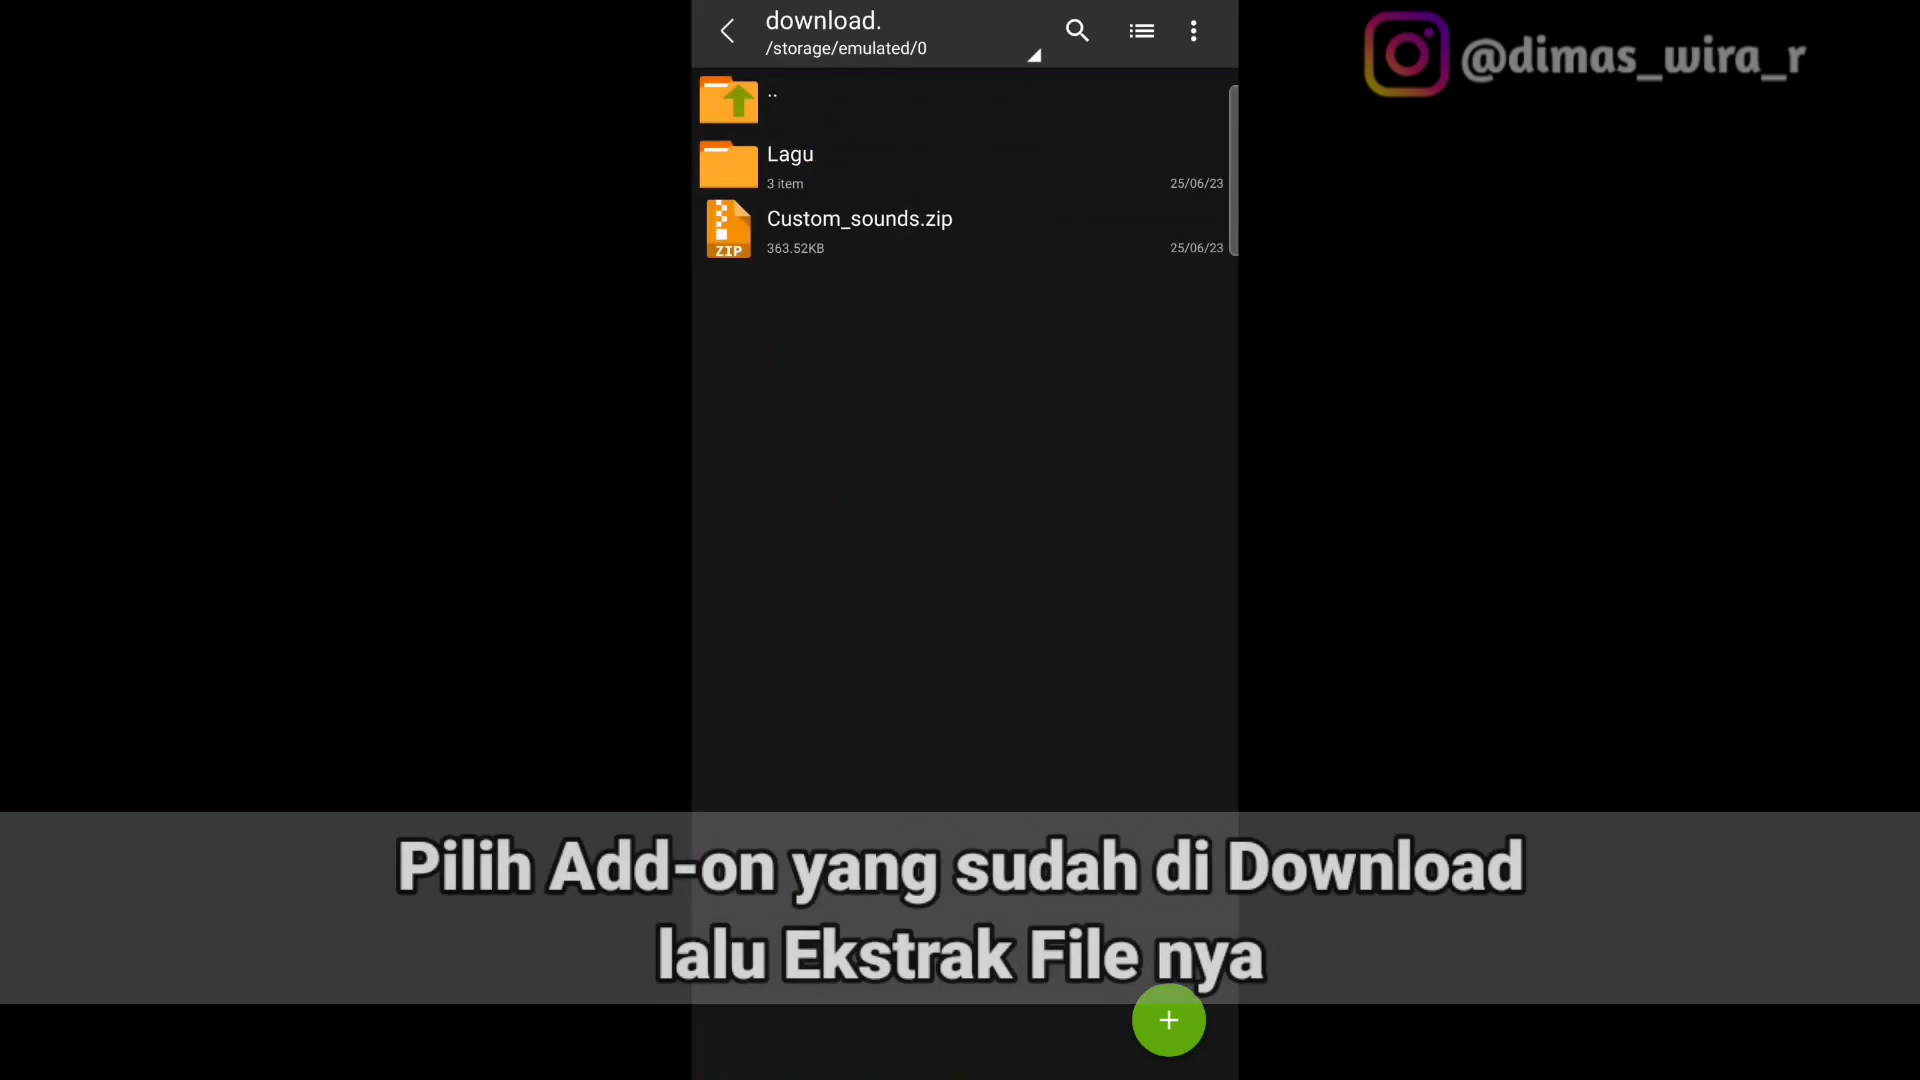 download.
/storage/emulated/0
@dimas_wira_r
..
Lagu
3 item
25/06/23
Custom_sounds.zip
ZIP
363.52KB
25/06/23
Pilih Add-on yang sudah di Download
lalu Ekstrak File nya